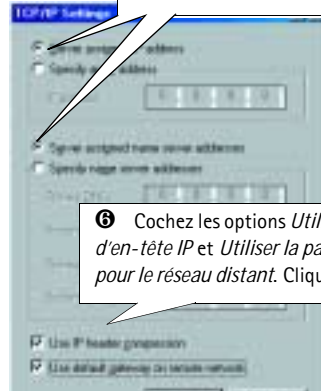 TCP/IP Settings
Server assigned IP address
Specify an IP address
Server assigned name server addresses
Specify name server addresses
❻ Cochez les options Util
d'en-tête IP et Utiliser la pa
pour le réseau distant. Cliqu
Use IP header compression
Use default gateway on remote network